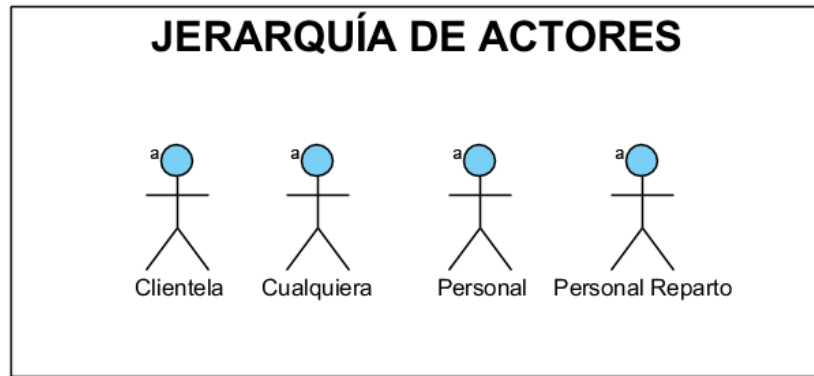 JERARQUÍA DE ACTORES
a a a a
Clientela Cualquiera Personal Personal Reparto